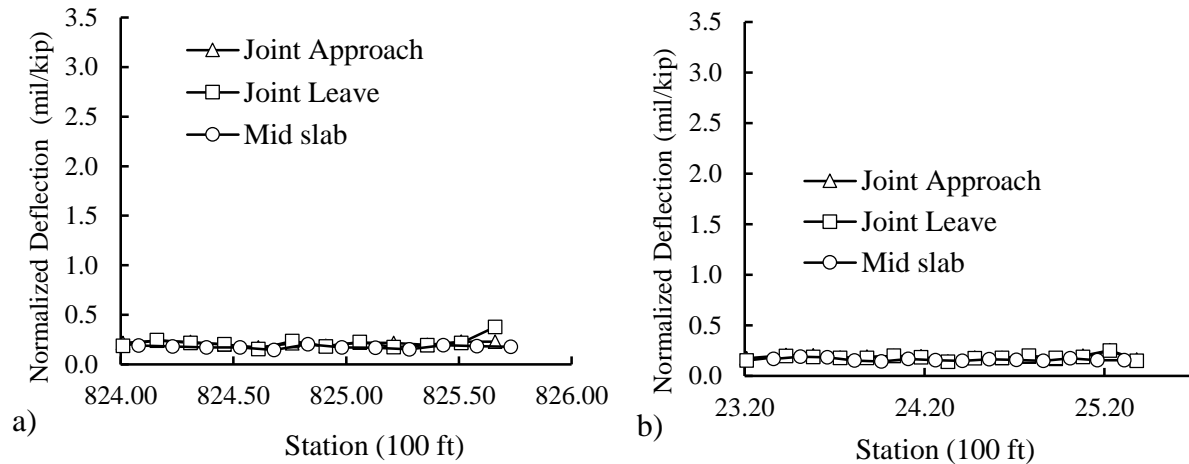 Normalized Deflection (mil/kip)
3.5
3.0
2.5
2.0
1.5
1.0
0.5
0.0
Joint Approach
Joint Leave
Mid slab
824.00 824.50 825.00 825.50 826.00
Station (100 ft)
a)
Normalized Deflection (mil/kip)
3.5
3.0
2.5
2.0
1.5
1.0
0.5
0.0
Joint Approach
Joint Leave
Mid slab
23.20 24.20 25.20
Station (100 ft)
b)